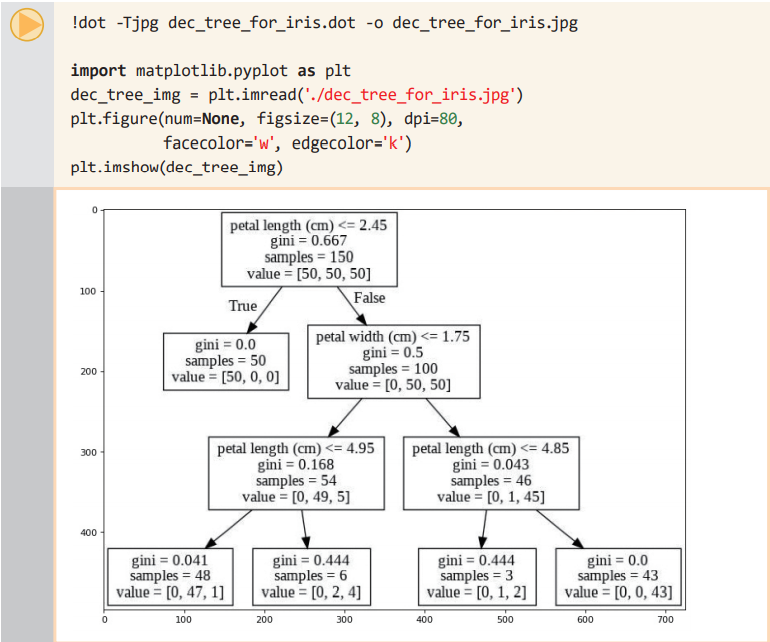 !dot -Tjpg dec_tree_for_iris.dot -o dec_tree_for_iris.jpg
import matplotlib.pyplot as plt
dec_tree_img = plt.imread('./dec_tree_for_iris.jpg')
plt.figure(num=None, figsize=(12, 8), dpi=80,
facecolor='w', edgecolor='k')
plt.imshow(dec_tree_img)
0
petal length (cm) <= 2.45
gini = 0.667
samples = 150
value = [50, 50, 50]
100
True
False
gini = 0.0
samples = 50
value = [50, 0, 0]
petal width (cm) <= 1.75
gini = 0.5
samples = 100
value = [0, 50, 50]
200
300
petal length (cm) <= 4.95
gini = 0.168
samples = 54
value = [0, 49, 5]
petal length (cm) <= 4.85
gini = 0.043
samples = 46
value = [0, 1, 45]
400
gini = 0.041
samples = 48
value = [0, 47, 1]
gini = 0.444
samples = 6
value = [0, 2, 4]
gini = 0.444
samples = 3
value = [0, 1, 2]
gini = 0.0
samples = 43
value = [0, 0, 43]
0 100 200 300 400 500 600 700